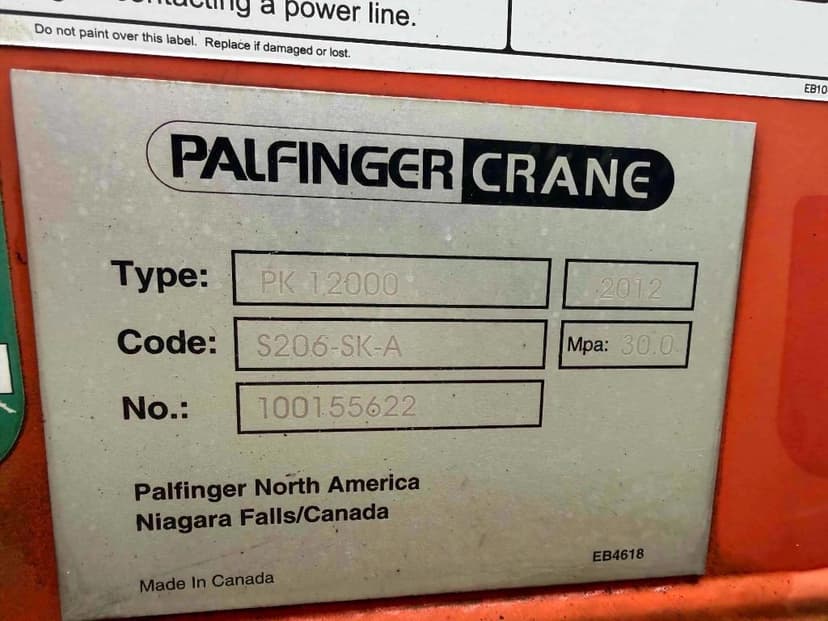 contacting a power line.
Do not paint over this label. Replace if damaged or lost.
EB10
PALFINGER CRANE
Type: PK 12000 2012
Code: S206-SK-A Mpa: 30.0
No.: 100155622
Palfinger North America
Niagara Falls/Canada
EB4618
Made In Canada